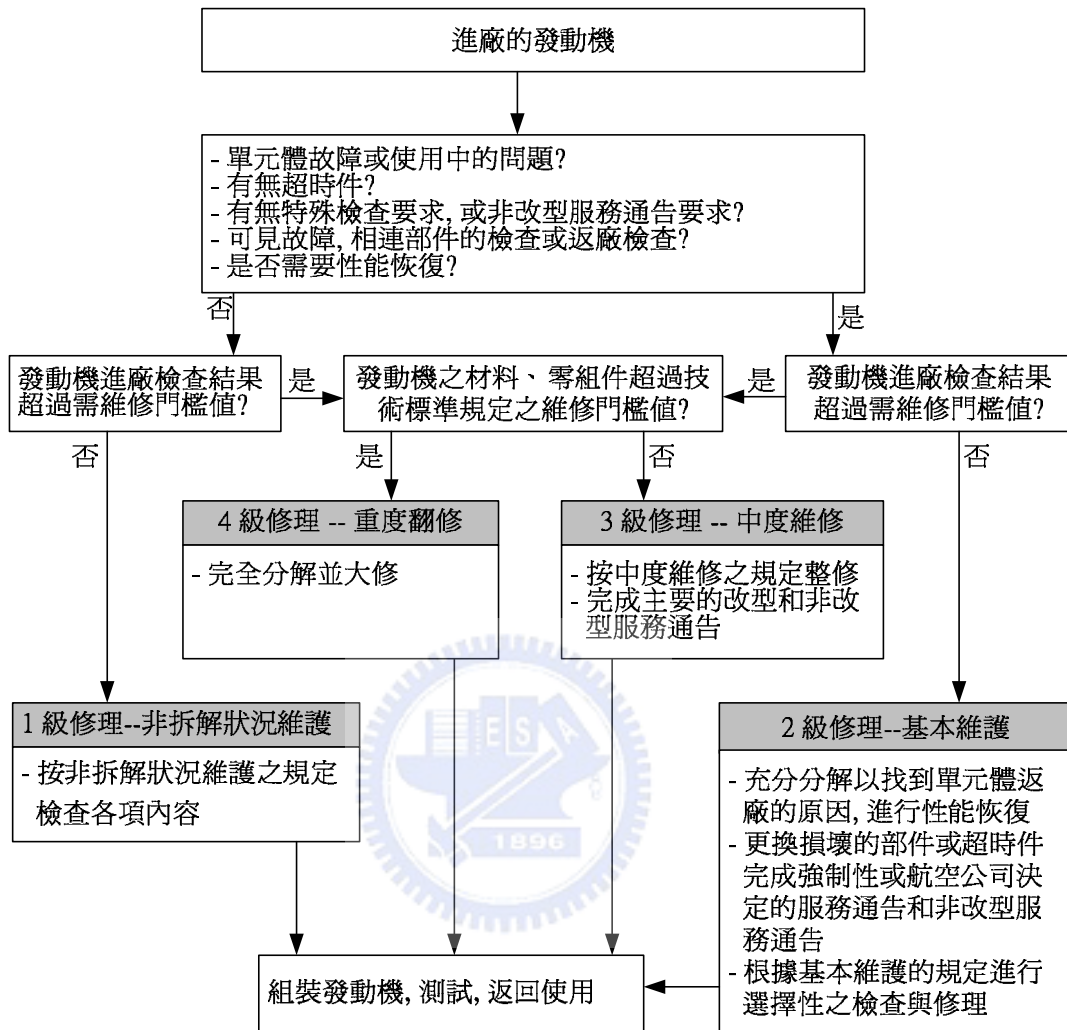 進廠的發動機
- 單元體故障或使用中的問題?
- 有無超時件?
- 有無特殊檢查要求, 或非改型服務通告要求?
- 可見故障, 相連部件的檢查或返廠檢查?
- 是否需要性能恢復?
否
是
發動機進廠檢查結果
超過需維修門檻值?
是
發動機之材料、零組件超過技
術標準規定之維修門檻值?
是
發動機進廠檢查結果
超過需維修門檻值?
否
是
否
否
4 級修理 -- 重度翻修
- 完全分解並大修
3 級修理 -- 中度維修
- 按中度維修之規定整修
- 完成主要的改型和非改
型服務通告
1 級修理--非拆解狀況維護
- 按非拆解狀況維護之規定
檢查各項內容
2 級修理--基本維護
- 充分分解以找到單元體返
廠的原因, 進行性能恢復
- 更換損壞的部件或超時件
完成強制性或航空公司決
定的服務通告和非改型服
務通告
- 根據基本維護的規定進行
選擇性之檢查與修理
組裝發動機, 測試, 返回使用
E S A
1896